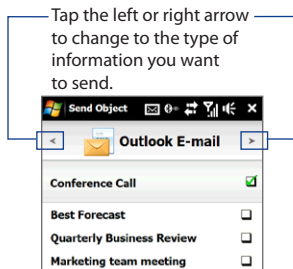 Tap the left or right arrow
to change to the type of
information you want
to send.
Send Object
Outlook E-mail
Conference Call
Best Forecast
Quarterly Business Review
Marketing team meeting